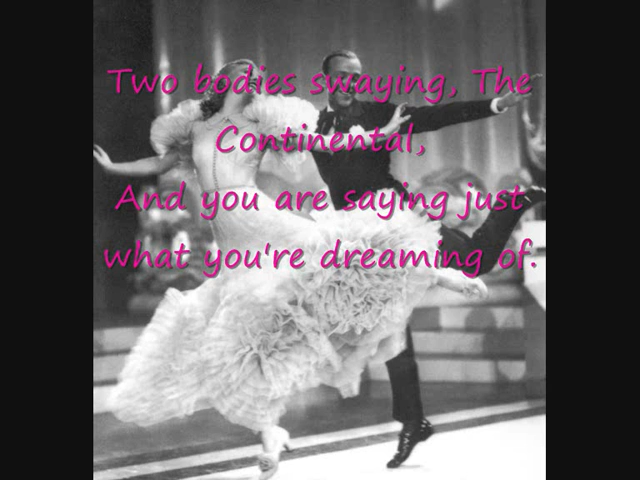 Two bodies swaying, The
Continental,
And you are saying just
what you're dreaming of.